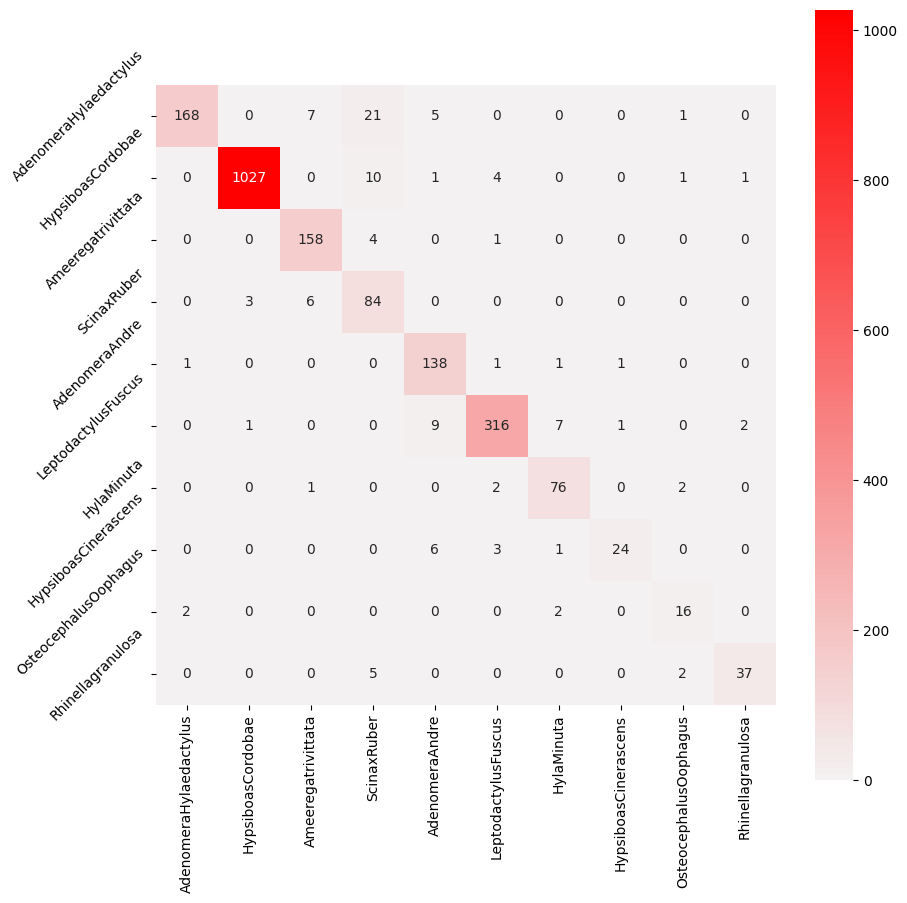 AdenomeraHylaedactylus 168 0 7 21 5 0 0 0 1 0
HypsiboasCordobae 0 1027 0 10 1 4 0 0 1 1
Ameeregatrivittata 0 0 158 4 0 1 0 0 0 0
ScinaxRuber 0 3 6 84 0 0 0 0 0 0
AdenomeraAndre 1 0 0 0 138 1 1 1 0 0
LeptodactylusFuscus 0 1 0 0 9 316 7 1 0 2
HylaMinuta 0 0 1 0 0 2 76 0 2 0
HypsiboasCinerascens 0 0 0 0 6 3 1 24 0 0
OsteocephalusOophagus 2 0 0 0 0 0 2 0 16 0
Rhinellagranulosa 0 0 0 5 0 0 0 0 2 37
AdenomeraHylaedactylus
HypsiboasCordobae
Ameeregatrivittata
ScinaxRuber
AdenomeraAndre
LeptodactylusFuscus
HylaMinuta
HypsiboasCinerascens
OsteocephalusOophagus
Rhinellagranulosa
1000
800
600
400
200
0